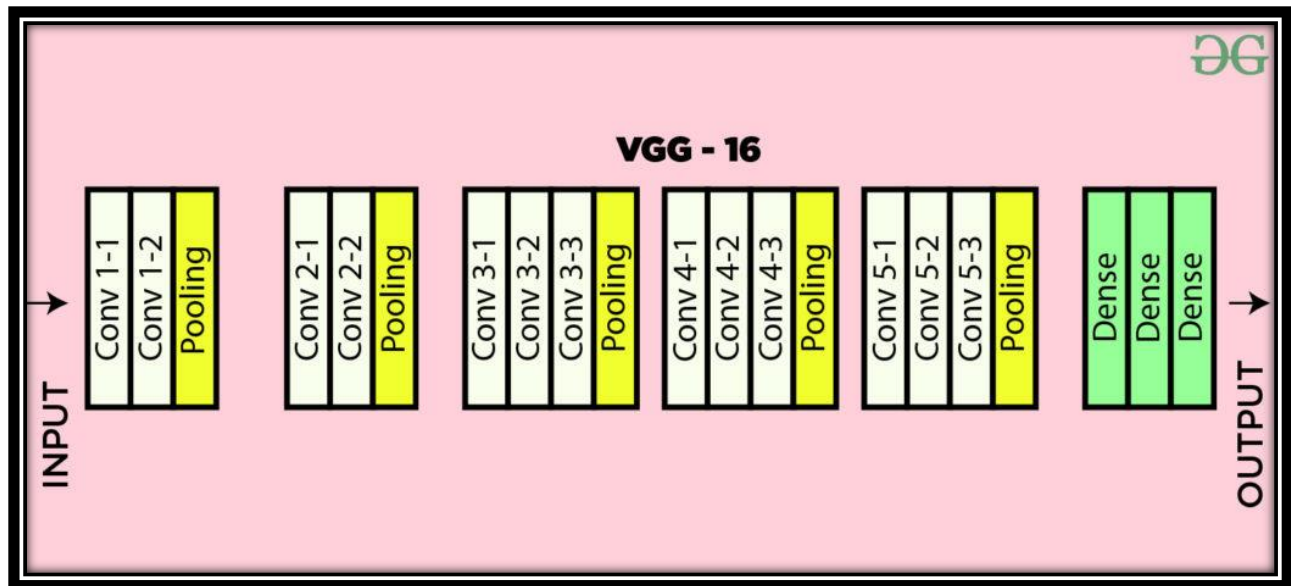 VGG - 16
INPUT
Conv 1-1
Conv 1-2
Pooling
Conv 2-1
Conv 2-2
Pooling
Conv 3-1
Conv 3-2
Conv 3-3
Pooling
Conv 4-1
Conv 4-2
Conv 4-3
Pooling
Conv 5-1
Conv 5-2
Conv 5-3
Pooling
Dense
Dense
Dense
OUTPUT